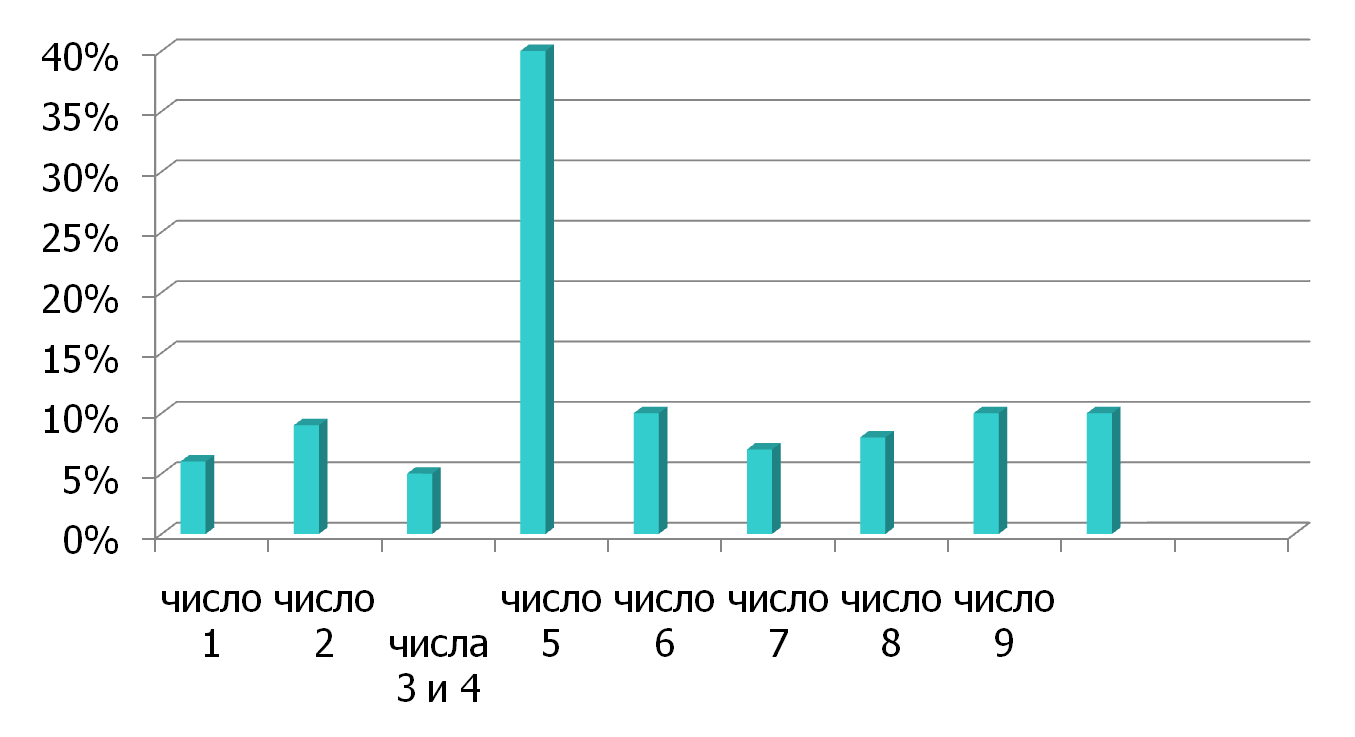 40%
35%
30%
25%
20%
15%
10%
5%
0%
число 1
число 2
числа 3 и 4
число 5
число 6
число 7
число 8
число 9